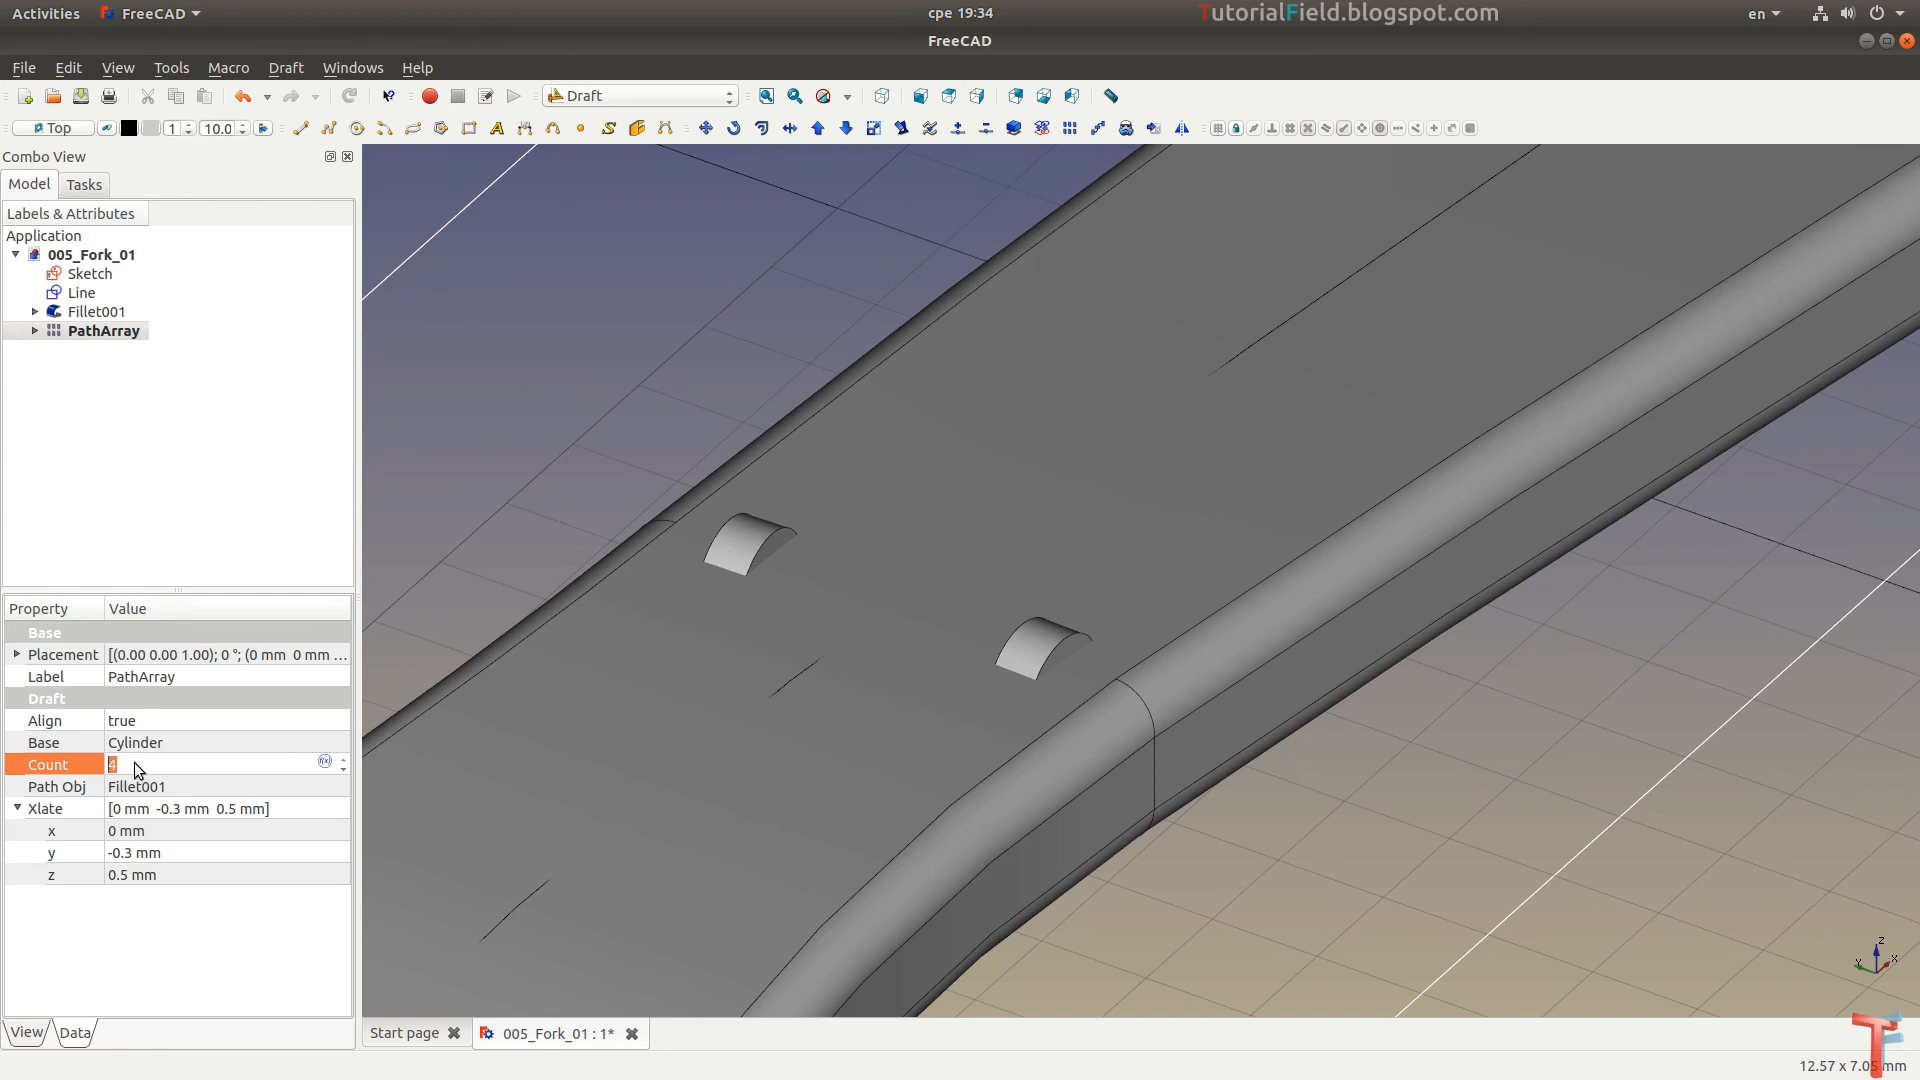 Activities FreeCAD cpe 19:34 TutorialField.blogspot.com en
FreeCAD
File Edit View Tools Macro Draft Windows Help
Draft
Top 1 10.0
Combo View
Model Tasks
Labels & Attributes
Application
005_Fork_01
Sketch
Line
Fillet001
PathArray
Property Value
Base
Placement [(0.00 0.00 1.00); 0 °; (0 mm 0 mm ...
Label PathArray
Draft
Align true
Base Cylinder
Count 4
Path Obj Fillet001
Xlate [0 mm -0.3 mm 0.5 mm]
x 0 mm
y -0.3 mm
z 0.5 mm
View Data
Start page 005_Fork_01 : 1*
Z
Y X
12.57 x 7.05 mm